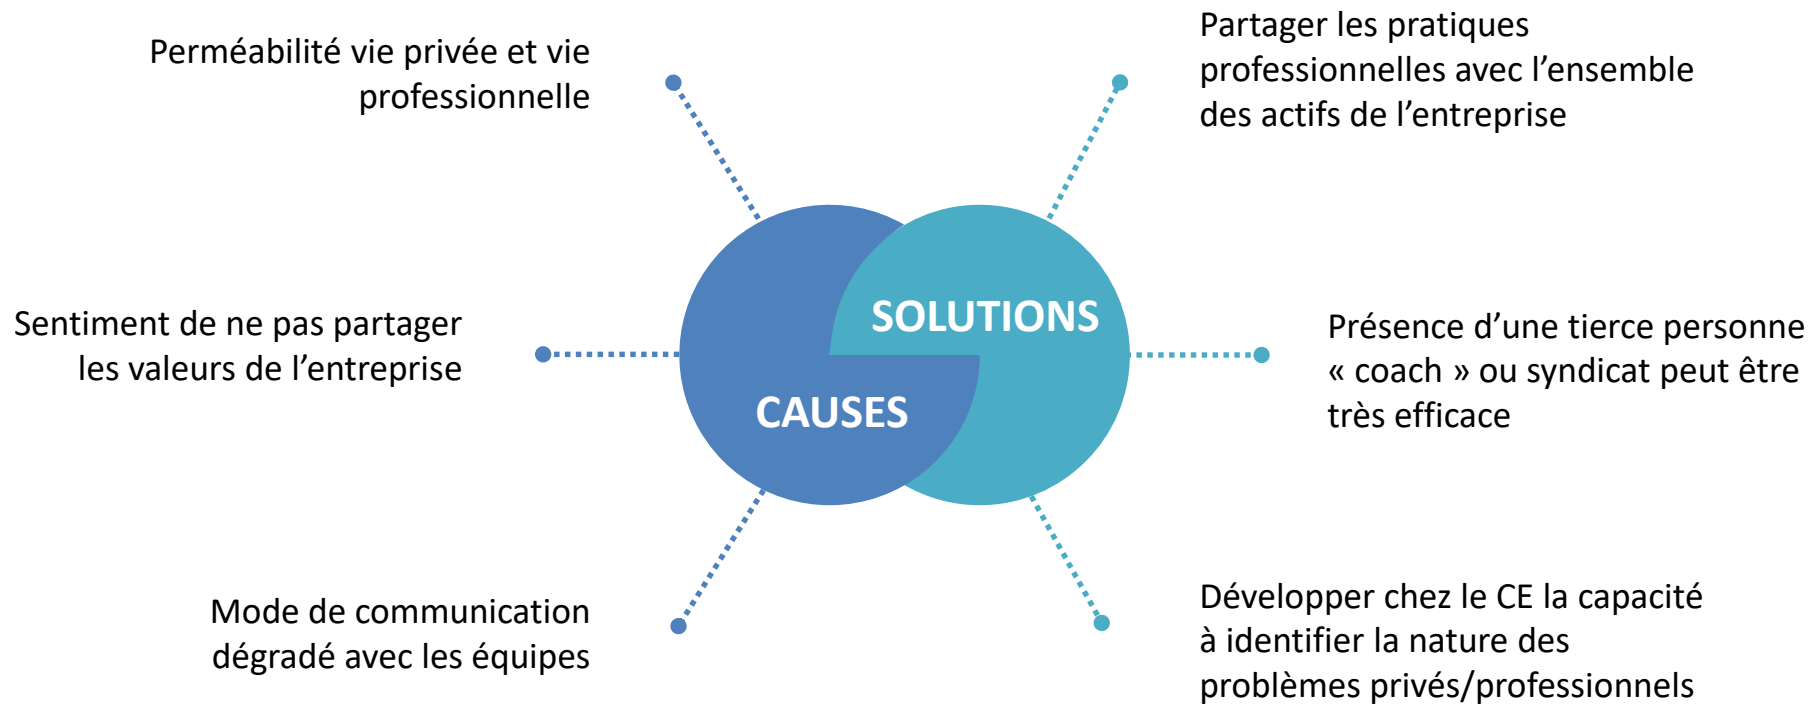 Perméabilité vie privée et vie
professionnelle
Sentiment de ne pas partager
les valeurs de l’entreprise
Mode de communication
dégradé avec les équipes
CAUSES
SOLUTIONS
Partager les pratiques
professionnelles avec l’ensemble
des actifs de l’entreprise
Présence d’une tierce personne
« coach » ou syndicat peut être
très efficace
Développer chez le CE la capacité
à identifier la nature des
problèmes privés/professionnels